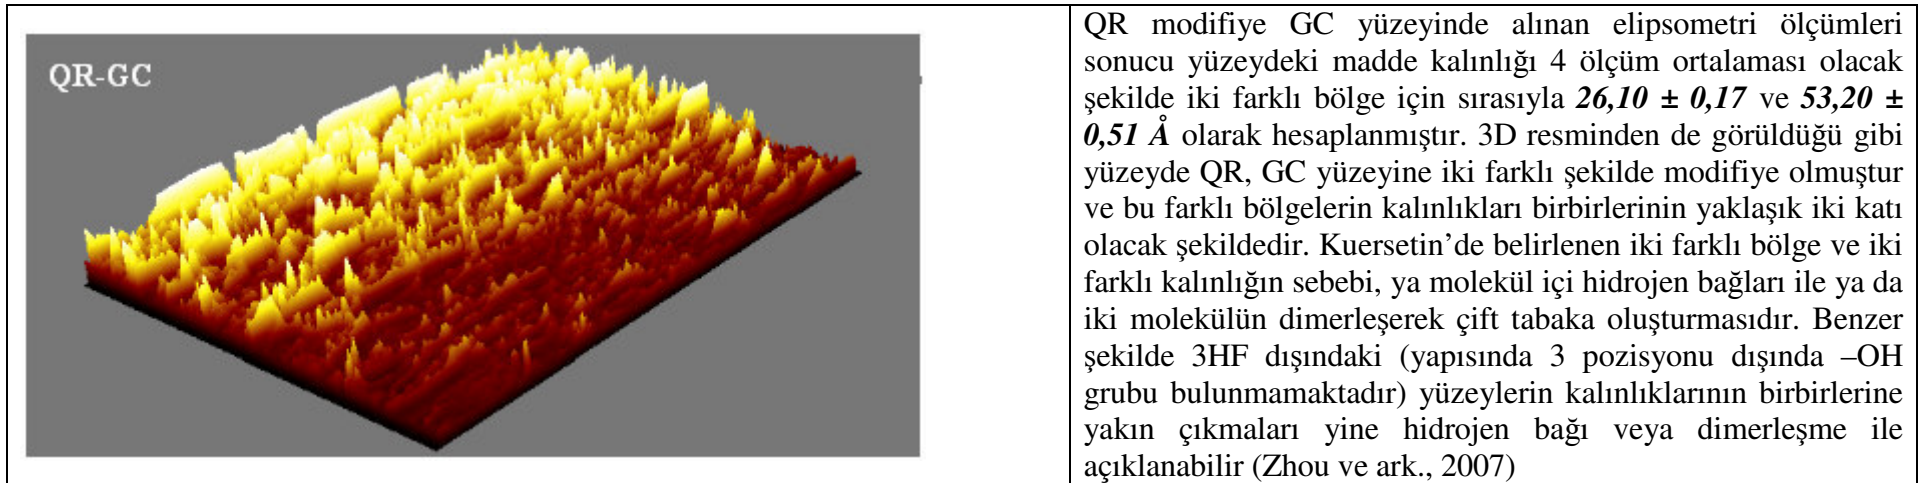 QR-GC
QR modifiye GC yüzeyinde alınan elipsometri ölçümleri
sonucu yüzeydeki madde kalınlığı 4 ölçüm ortalaması olacak
şekilde iki farklı bölge için sırasıyla 26,10 ± 0,17 ve 53,20 ±
0,51 Å olarak hesaplanmıştır. 3D resminden de görüldüğü gibi
yüzeyde QR, GC yüzeyine iki farklı şekilde modifiye olmuştur
ve bu farklı bölgelerin kalınlıkları birbirlerinin yaklaşık iki katı
olacak şekildedir. Kuersetin’de belirlenen iki farklı bölge ve iki
farklı kalınlığın sebebi, ya molekül içi hidrojen bağları ile ya da
iki molekülün dimerleşerek çift tabaka oluşturmasıdır. Benzer
şekilde 3HF dışındaki (yapısında 3 pozisyonu dışında –OH
grubu bulunmamaktadır) yüzeylerin kalınlıklarının birbirlerine
yakın çıkmaları yine hidrojen bağı veya dimerleşme ile
açıklanabilir (Zhou ve ark., 2007)